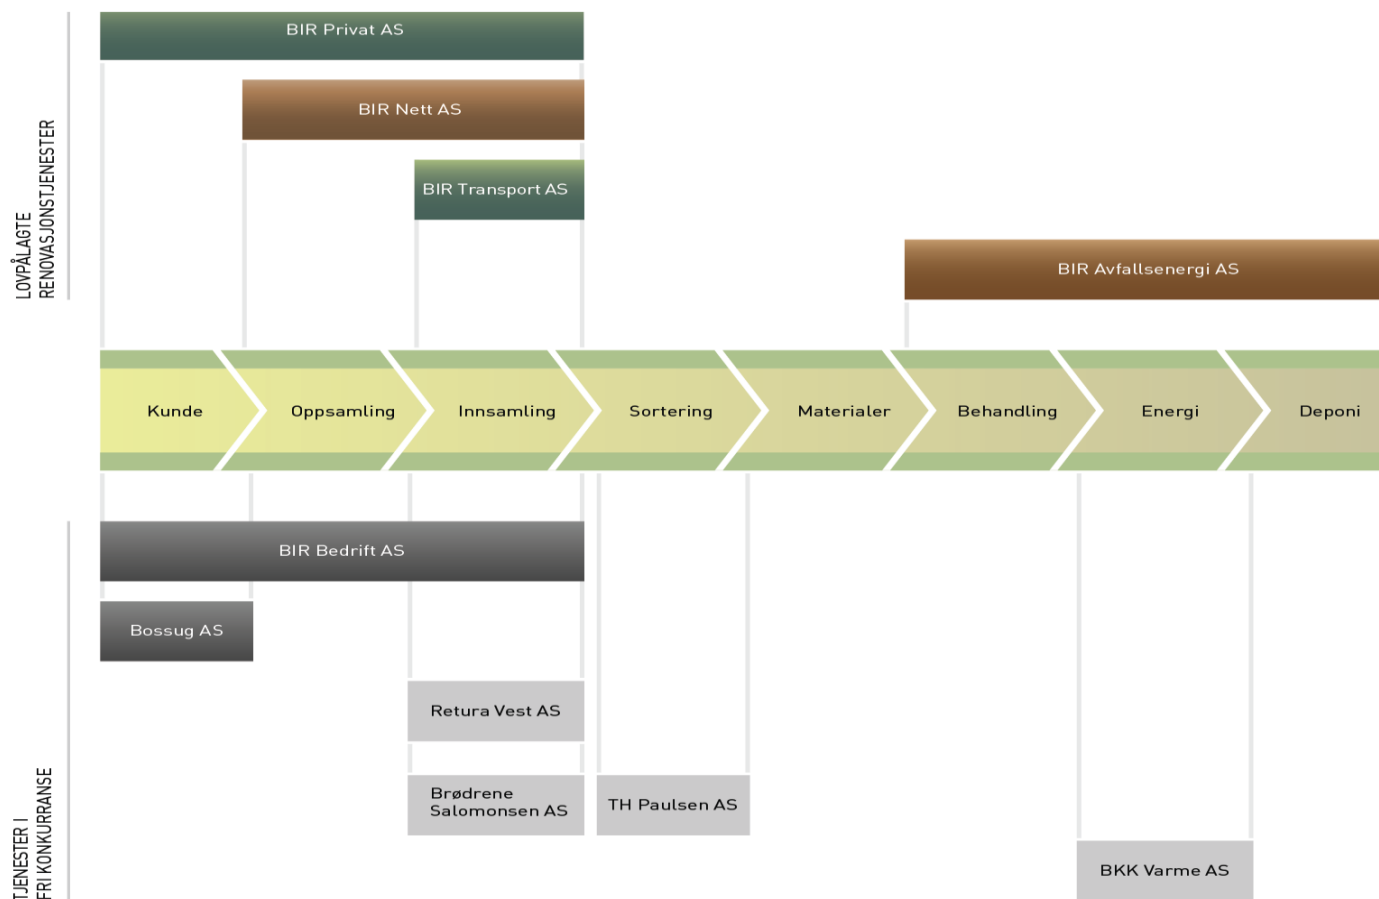 BIR Privat AS
BIR Nett AS
BIR Transport AS
BIR Avfallsenergi AS
LOVPÅLAGTE
RENOVASJONSTJENESTER
Kunde
Oppsamling
Innsamling
Sortering
Materialer
Behandling
Energi
Deponi
BIR Bedrift AS
Bossug AS
Retura Vest AS
Brødrene
Salomonsen AS
TH Paulsen AS
BKK Varme AS
TJENESTER I
FRI KONKURRANSE